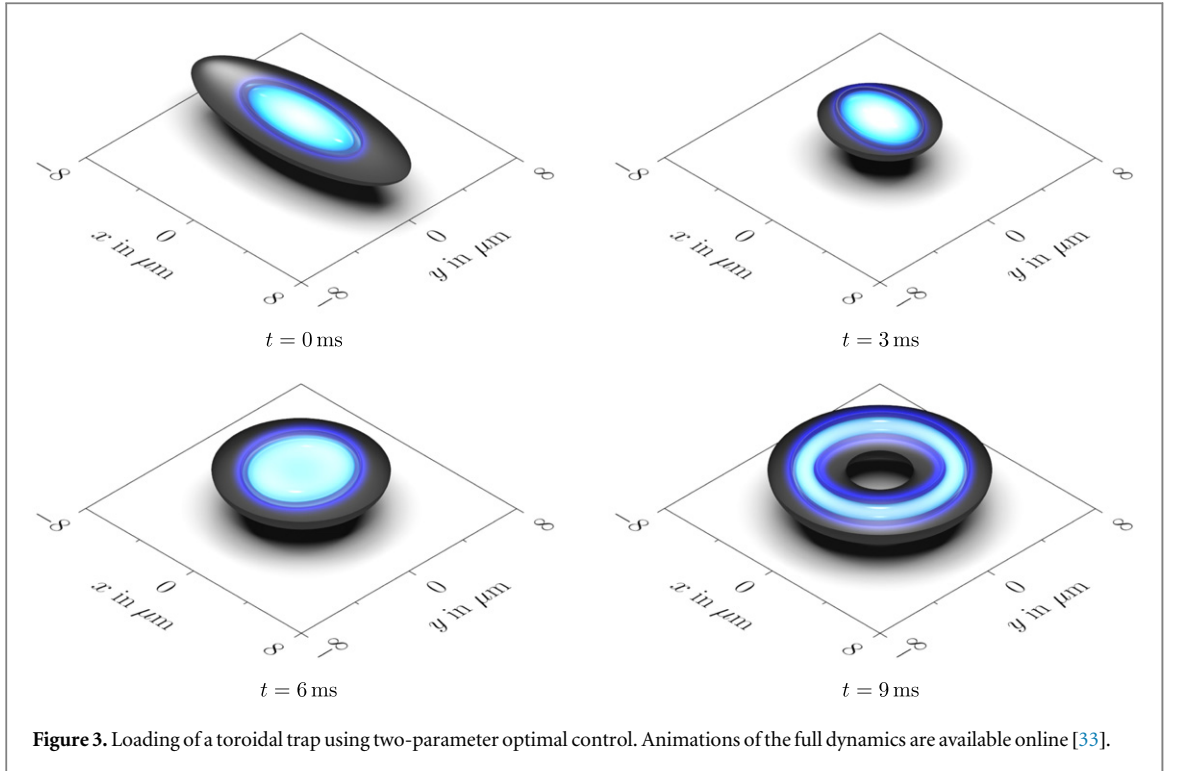 −8
x in μm
0
8
−8
y in μm
0
8
t = 0 ms
−8
x in μm
0
8
−8
y in μm
0
8
t = 3 ms
−8
x in μm
0
8
−8
y in μm
0
8
t = 6 ms
−8
x in μm
0
8
−8
y in μm
0
8
t = 9 ms
Figure 3. Loading of a toroidal trap using two-parameter optimal control. Animations of the full dynamics are available online [33].